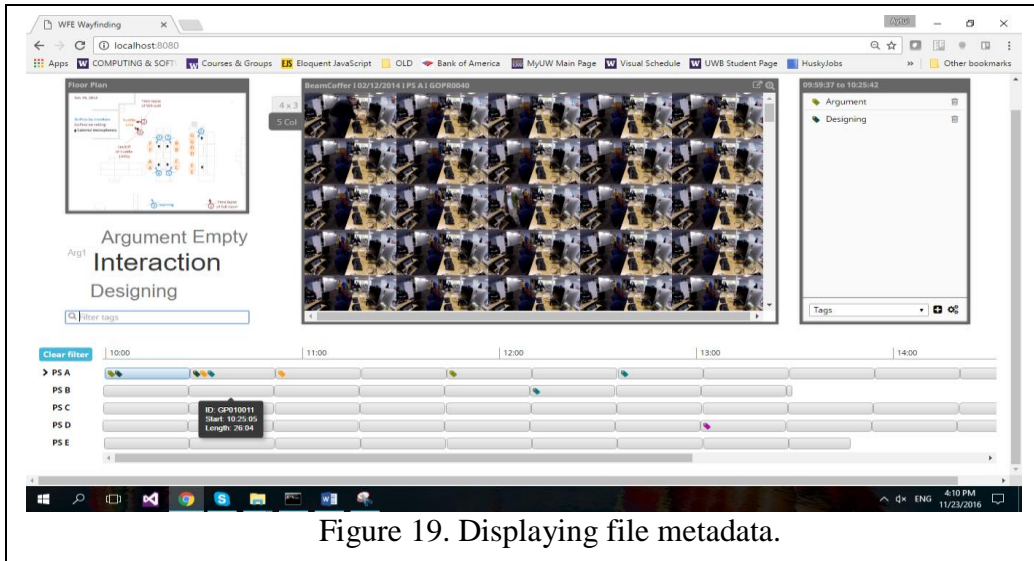 WFE Wayfinding
Aytul
localhost:8080
Apps
COMPUTING & SOFT
Courses & Groups
Eloquent JavaScript
OLD
Bank of America
MyUW Main Page
Visual Schedule
UWB Student Page
HuskyJobs
Other bookmarks
Floor Plan
4 x 3
5 Col
BeamCoffer I 02/12/2014 I PS A I GOPR0040
09:59:37 to 10:25:42
Argument
Designing
Arg1
Argument Empty
Interaction
Designing
Filter tags
Tags
Clear filter
10:00
11:00
12:00
13:00
14:00
PS A
PS B
PS C
PS D
PS E
ID: GP010011
Start: 10:25:05
Length: 26:04
ENG
4:10 PM
11/23/2016
Figure 19. Displaying file metadata.